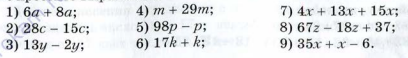 1) 6a + 8a;
2) 28c − 15c;
3) 13y − 2y;
4) m + 29m;
5) 98p − p;
6) 17k + k;
7) 4x + 13x + 15x;
8) 67z − 18z + 37;
9) 35x + x − 6.